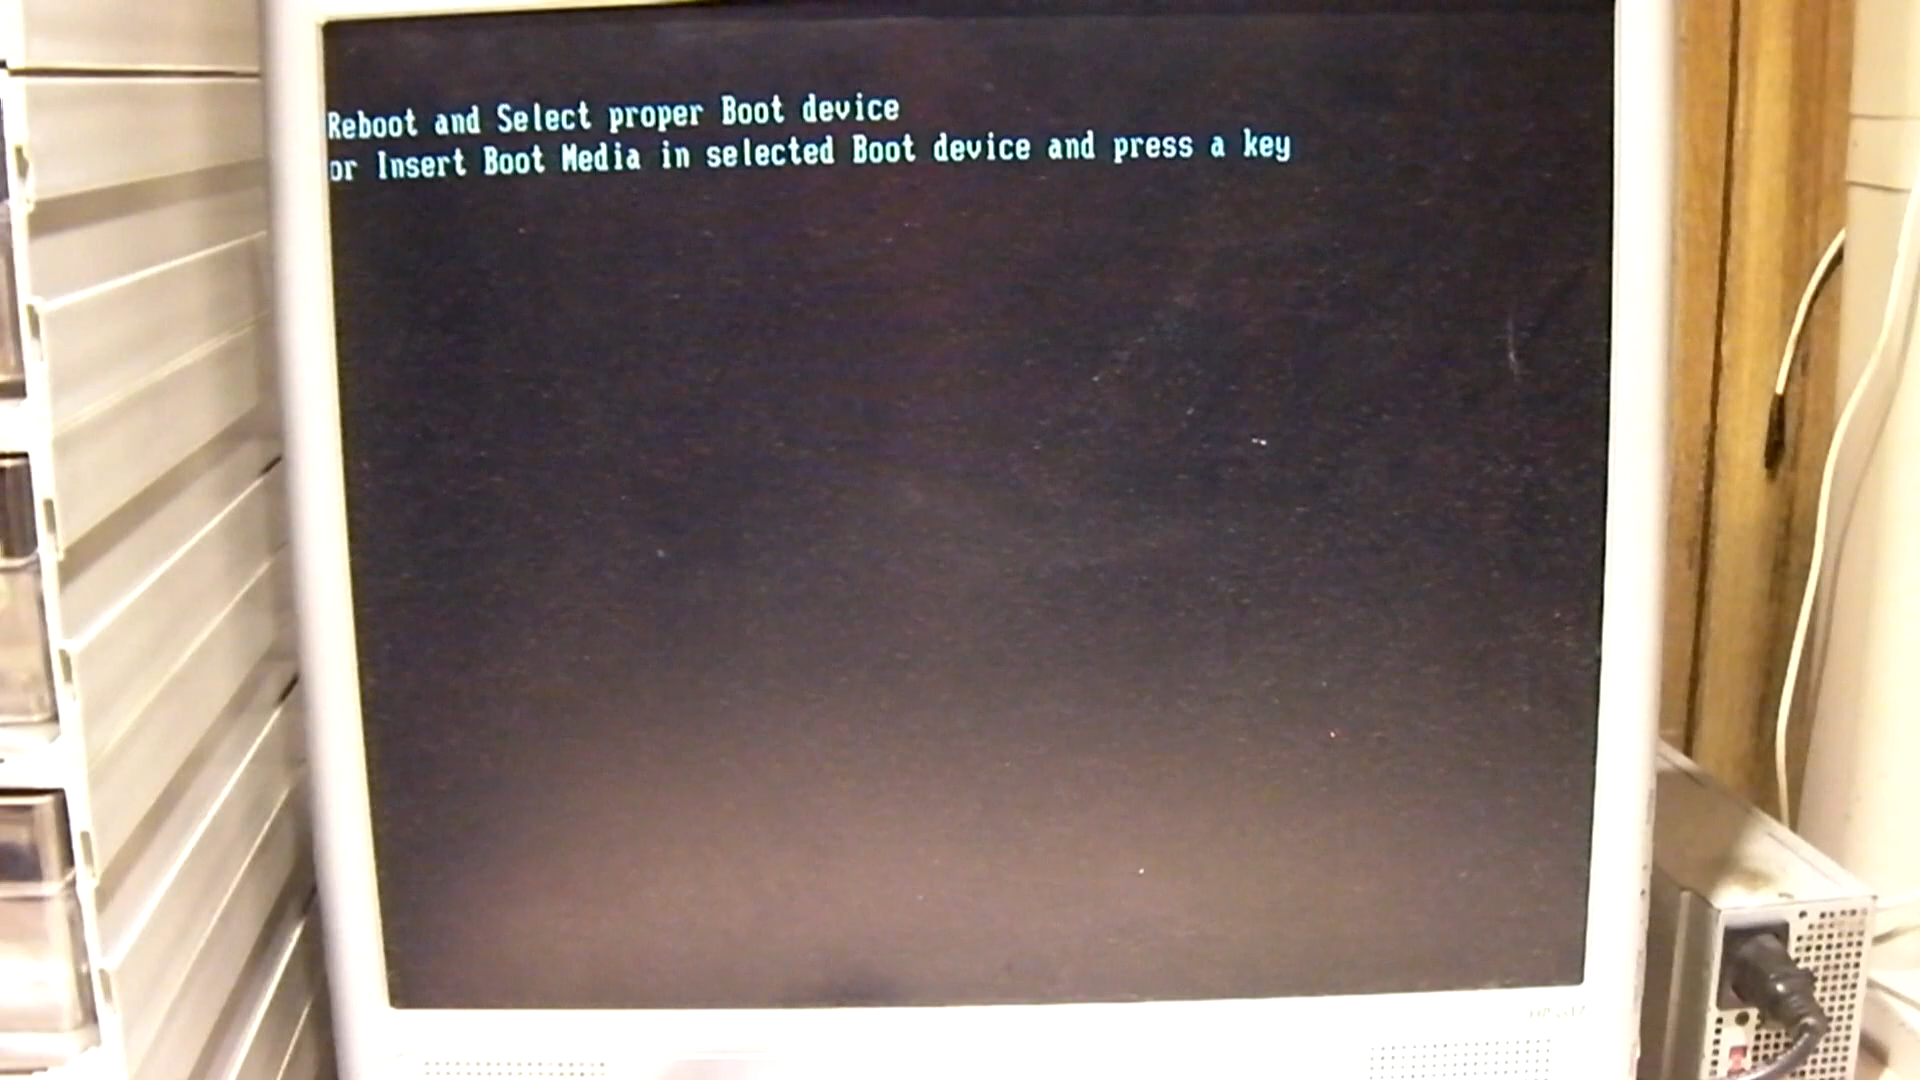 Reboot and Select proper Boot device
or Insert Boot Media in selected Boot device and press a key